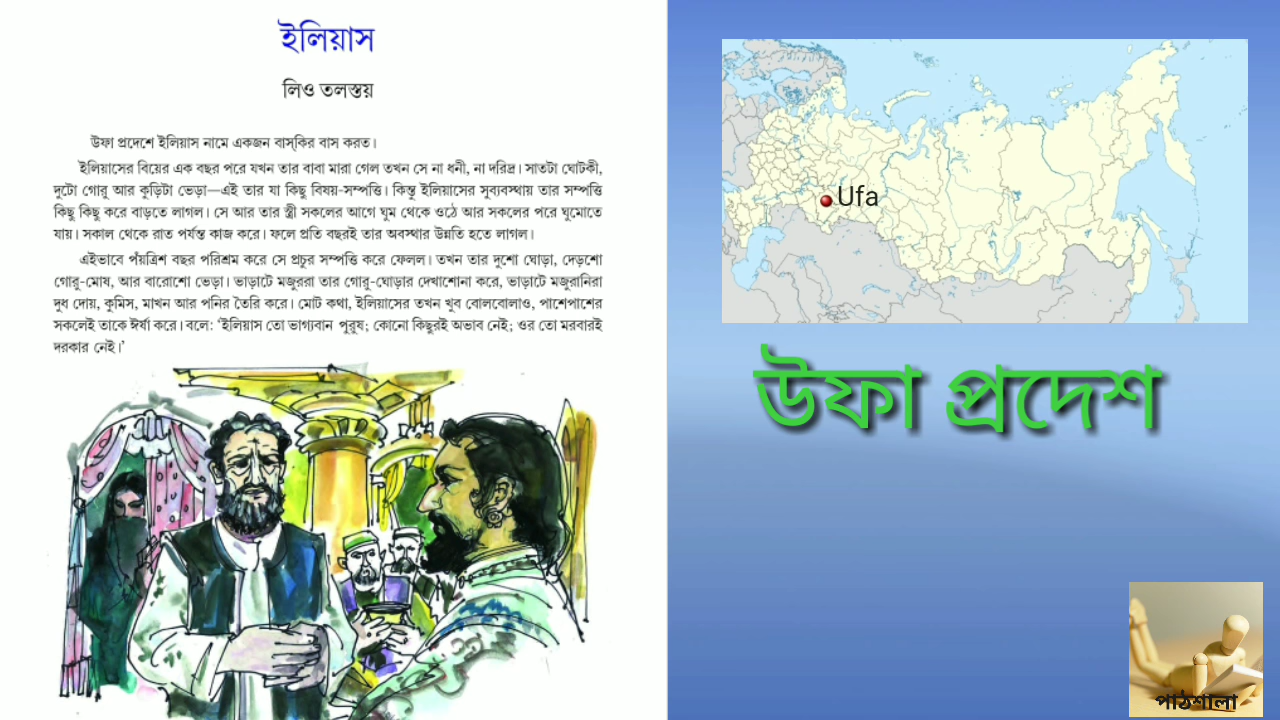 ইলিয়াস
লিও তলস্তয়
উফা প্রদেশে ইলিয়াস নামে একজন বাস্‌কির বাস করত।
ইলিয়াসের বিয়ের এক বছর পরে যখন তার বাবা মারা গেল তখন সে না ধনী, না দরিদ্র। সাতটা ঘোটকী,
দুটো গোরু আর কুড়িটা ভেড়া—এই তার যা কিছু বিষয়-সম্পত্তি। কিন্তু ইলিয়াসের সুব্যবস্থায় তার সম্পত্তি
কিছু কিছু করে বাড়তে লাগল। সে আর তার স্ত্রী সকলের আগে ঘুম থেকে ওঠে আর সকলের পরে ঘুমোতে
যায়। সকাল থেকে রাত পর্যন্ত কাজ করে। ফলে প্রতি বছরই তার অবস্থার উন্নতি হতে লাগল।
এইভাবে পঁয়ত্রিশ বছর পরিশ্রম করে সে প্রচুর সম্পত্তি করে ফেলল। তখন তার দুশো ঘোড়া, দেড়শো
গোরু-মোষ, আর বারোশো ভেড়া। ভাড়াটে মজুররা তার গোরু-ঘোড়ার দেখাশোনা করে, ভাড়াটে মজুরানিরা
দুধ দোয়, কুমিস, মাখন আর পনির তৈরি করে। মোট কথা, ইলিয়াসের তখন খুব বোলবোলাও, পাশেপাশের
সকলেই তাকে ঈর্ষা করে। বলে: ‘ইলিয়াস তো ভাগ্যবান পুরুষ; কোনো কিছুরই অভাব নেই; ওর তো মরবারই
দরকার নেই।’
Ufa
উফা প্রদেশ
পাঠশালা